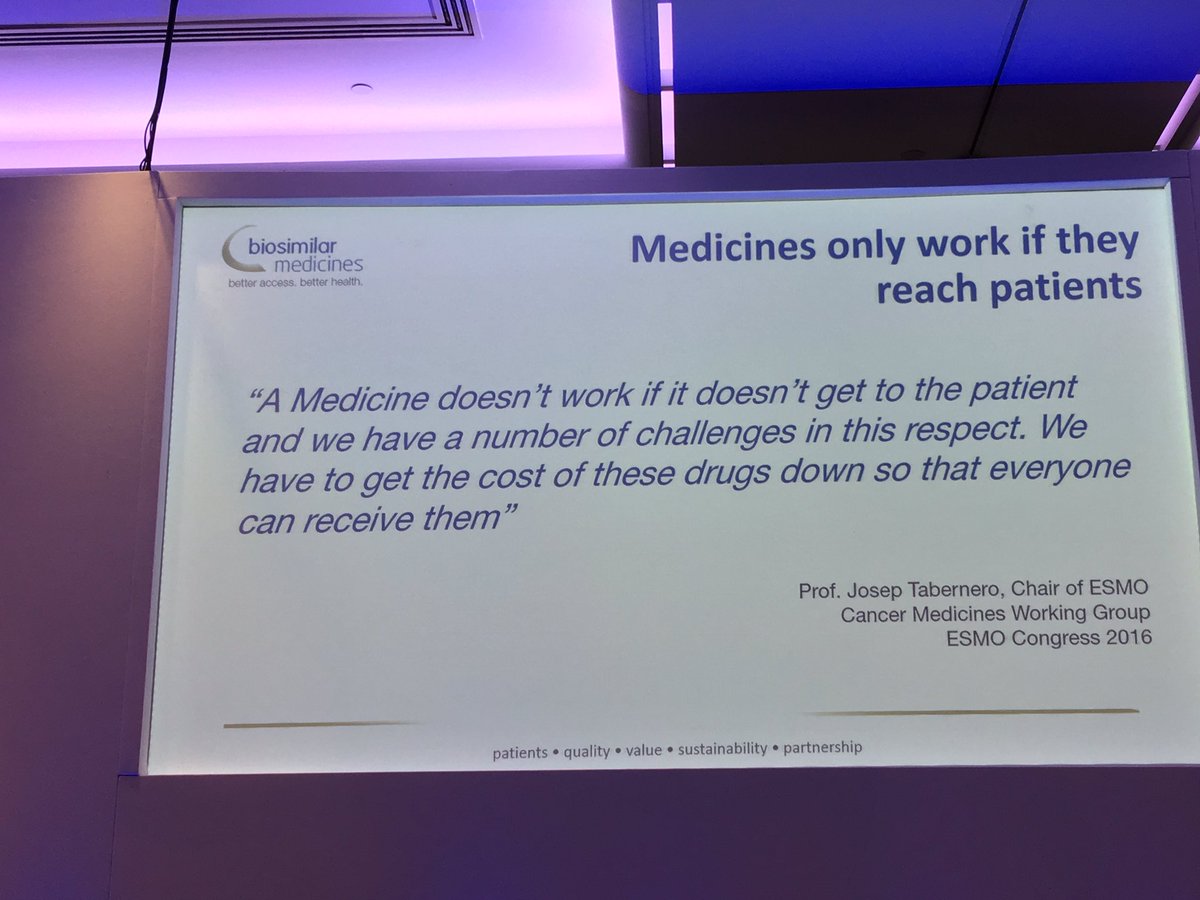 biosimilar
medicines
better access. better health.
Medicines only work if they
reach patients
“A Medicine doesn’t work if it doesn’t get to the patient
and we have a number of challenges in this respect. We
have to get the cost of these drugs down so that everyone
can receive them”
Prof. Josep Tabernero, Chair of ESMO
Cancer Medicines Working Group
ESMO Congress 2016
patients • quality • value • sustainability • partnership